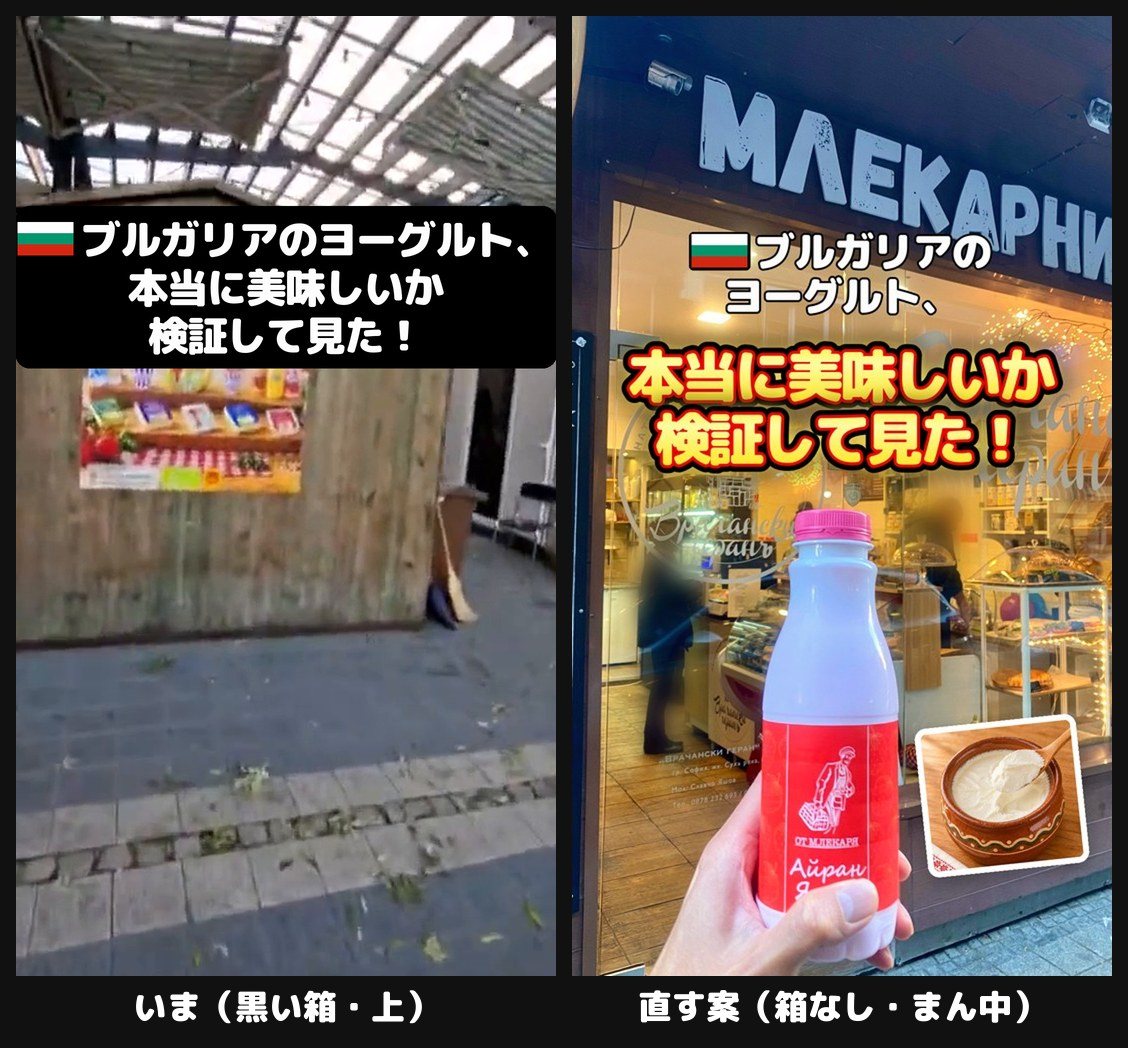 ブルガリアのヨーグルト、
本当に美味しいか
検証して見た！
いま（黒い箱・上）
МЛЕКАРНИ
ブルガリアの
ヨーグルト、
本当に美味しいか
検証して見た！
ВРАЧАНСКИ ГЕРАН
ОТ МЛЕКАРЯ
Айран
直す案（箱なし・まん中）